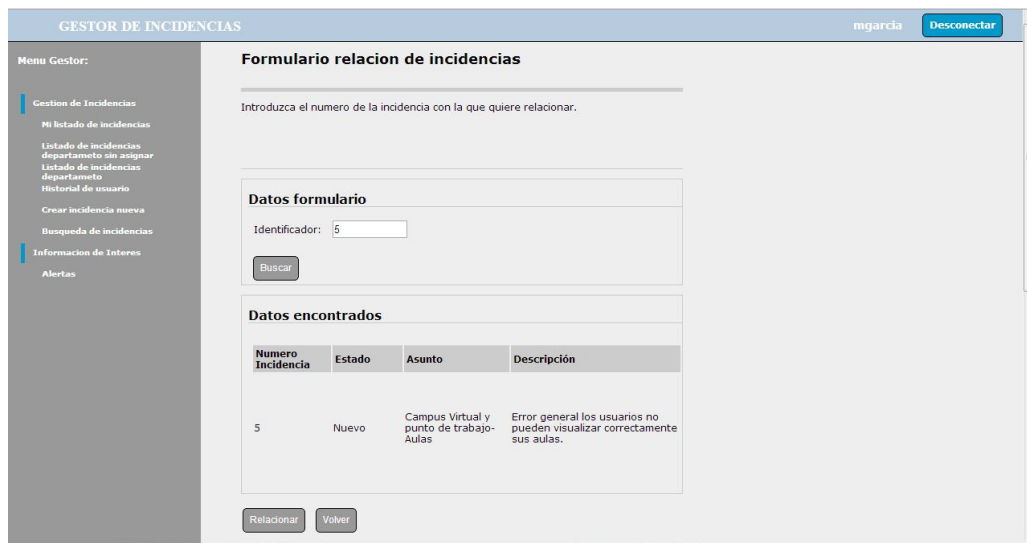 GESTOR DE INCIDENCIAS
mgarcia
Desconectar
Menu Gestor:
Gestion de Incidencias
Mi listado de incidencias
Listado de incidencias
departameto sin asignar
Listado de incidencias
departameto
Historial de usuario
Crear incidencia nueva
Busqueda de incidencias
Informacion de Interes
Alertas
Formulario relacion de incidencias
Introduzca el numero de la incidencia con la que quiere relacionar.
Datos formulario
Identificador: 5
Buscar
Datos encontrados
Numero
Incidencia
Estado
Asunto
Descripción
5
Nuevo
Campus Virtual y
punto de trabajo-
Aulas
Error general los usuarios no
pueden visualizar correctamente
sus aulas.
Relacionar
Volver